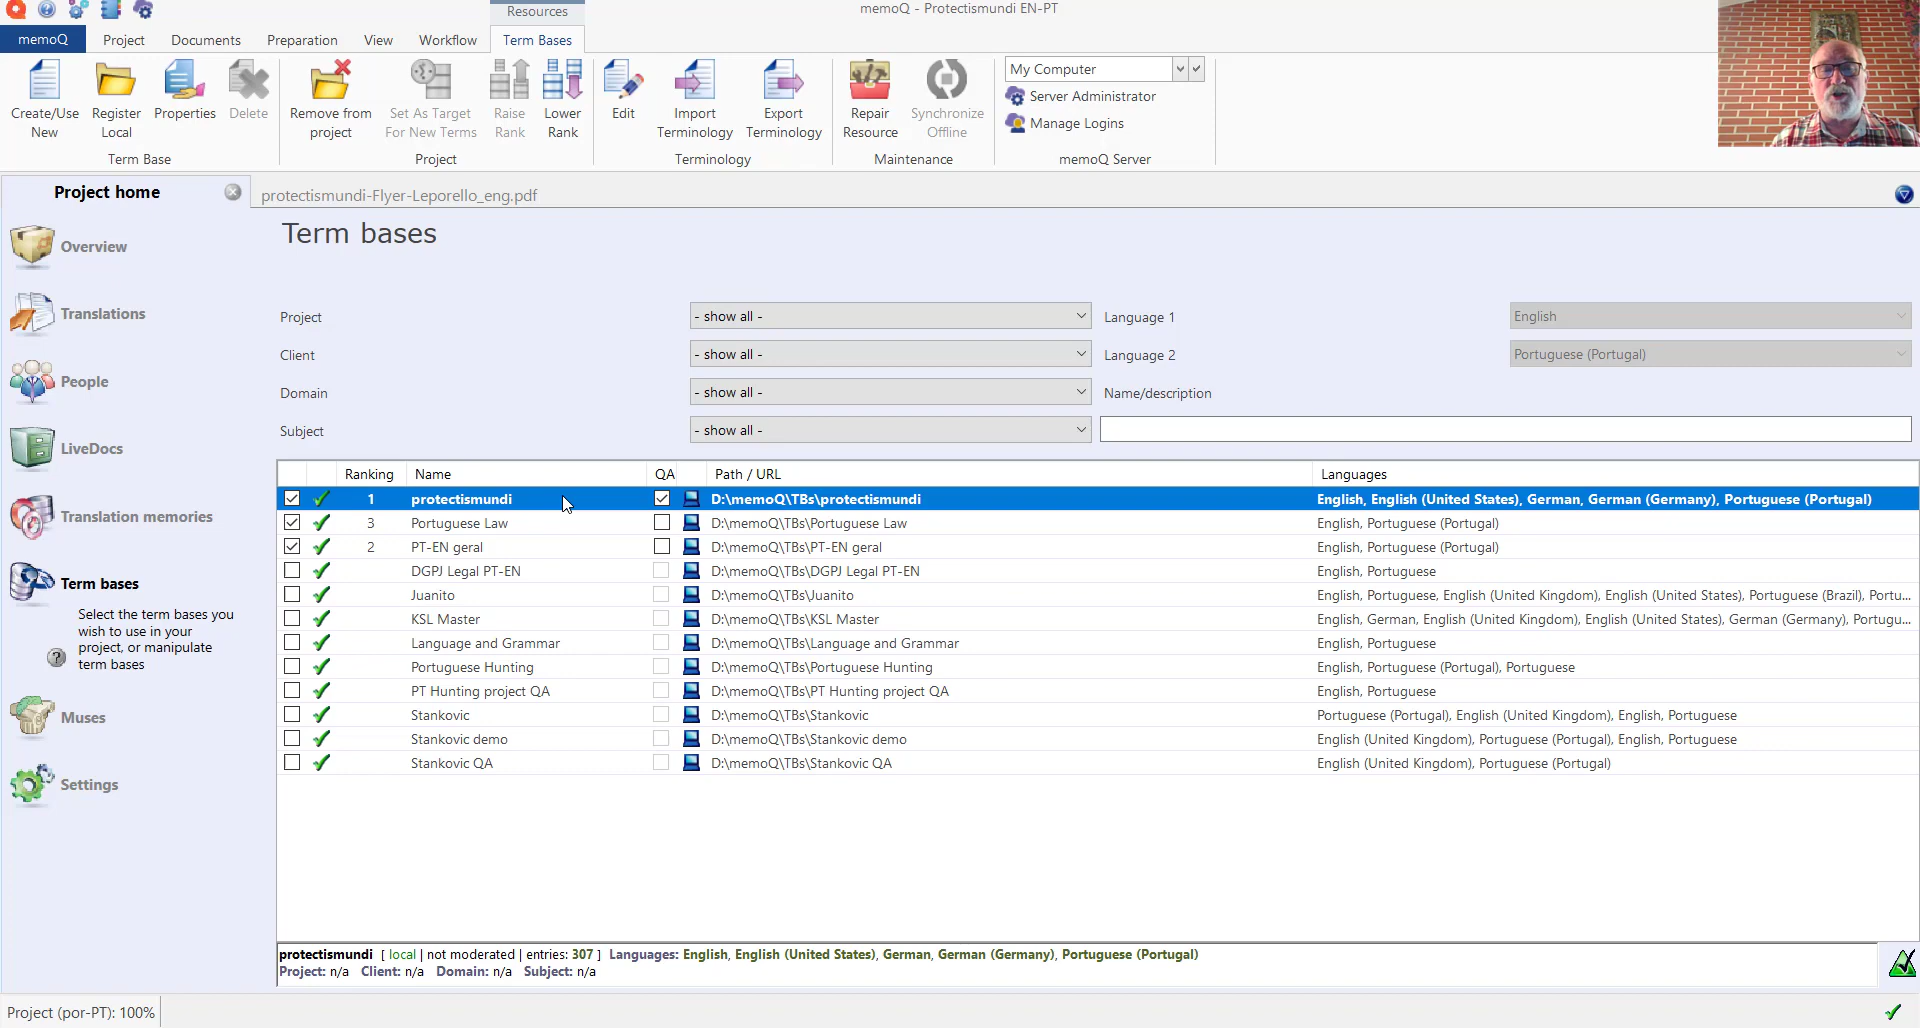 Resources
memoQ - Protectismundi EN-PT
memoQ
Project
Documents
Preparation
View
Workflow
Term Bases
Create/Use New
Register Local
Properties
Delete
Term Base
Remove from project
Set As Target For New Terms
Raise Rank
Lower Rank
Project
Edit
Import Terminology
Export Terminology
Terminology
Repair Resource
Synchronize Offline
Maintenance
My Computer
Server Administrator
Manage Logins
memoQ Server
Project home
protectismundi-Flyer-Leporello_eng.pdf
Overview
Translations
People
LiveDocs
Translation memories
Term bases
Select the term bases you
wish to use in your
project, or manipulate
term bases
Muses
Settings
Term bases
Project - show all - Language 1 English
Client - show all - Language 2 Portuguese (Portugal)
Domain - show all - Name/description
Subject - show all -
Ranking Name QA Path / URL Languages
1 protectismundi D:\memoQ\TBs\protectismundi English, English (United States), German, German (Germany), Portuguese (Portugal)
3 Portuguese Law D:\memoQ\TBs\Portuguese Law English, Portuguese (Portugal)
2 PT-EN geral D:\memoQ\TBs\PT-EN geral English, Portuguese (Portugal)
DGPJ Legal PT-EN D:\memoQ\TBs\DGPJ Legal PT-EN English, Portuguese
Juanito D:\memoQ\TBs\Juanito English, Portuguese, English (United Kingdom), English (United States), Portuguese (Brazil), Portu...
KSL Master D:\memoQ\TBs\KSL Master English, German, English (United Kingdom), English (United States), German (Germany), Portugu...
Language and Grammar D:\memoQ\TBs\Language and Grammar English, Portuguese
Portuguese Hunting D:\memoQ\TBs\Portuguese Hunting English, Portuguese (Portugal), Portuguese
PT Hunting project QA D:\memoQ\TBs\PT Hunting project QA English, Portuguese
Stankovic D:\memoQ\TBs\Stankovic Portuguese (Portugal), English (United Kingdom), English, Portuguese
Stankovic demo D:\memoQ\TBs\Stankovic demo English (United Kingdom), Portuguese (Portugal), English, Portuguese
Stankovic QA D:\memoQ\TBs\Stankovic QA English (United Kingdom), Portuguese (Portugal)
protectismundi [ local | not moderated | entries: 307 ] Languages: English, English (United States), German, German (Germany), Portuguese (Portugal)
Project: n/a Client: n/a Domain: n/a Subject: n/a
Project (por-PT): 100%